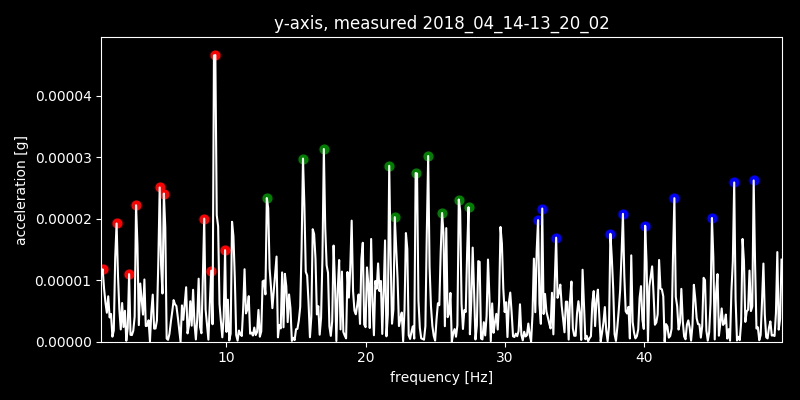 y-axis, measured 2018_04_14-13_20_02
acceleration [g]
0.00004
0.00003
0.00002
0.00001
0.00000
10 20 30 40
frequency [Hz]